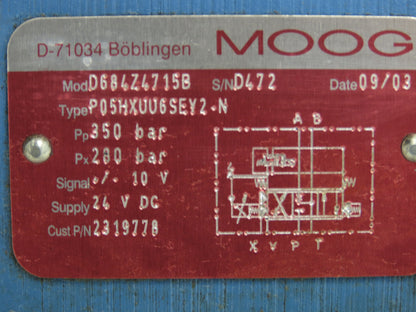 D-71034 Böblingen MOOG
Mod D684Z4715B S/N D472 Date 09/03
Type P05HXUU6SEY2-N
Pp 350 bar
Px 280 bar
Signal +/- 10 V
Supply 24 V DC
Cust P/N 2319778
A B
X Y P T